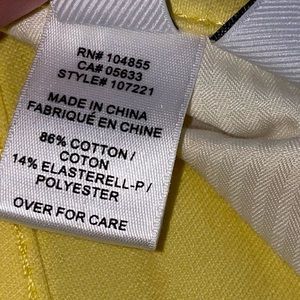 RN# 104855
CA# 05633
STYLE# 107221
MADE IN CHINA
FABRIQUÉ EN CHINE
86% COTTON /
COTON
14% ELASTERELL-P /
POLYESTER
OVER FOR CARE